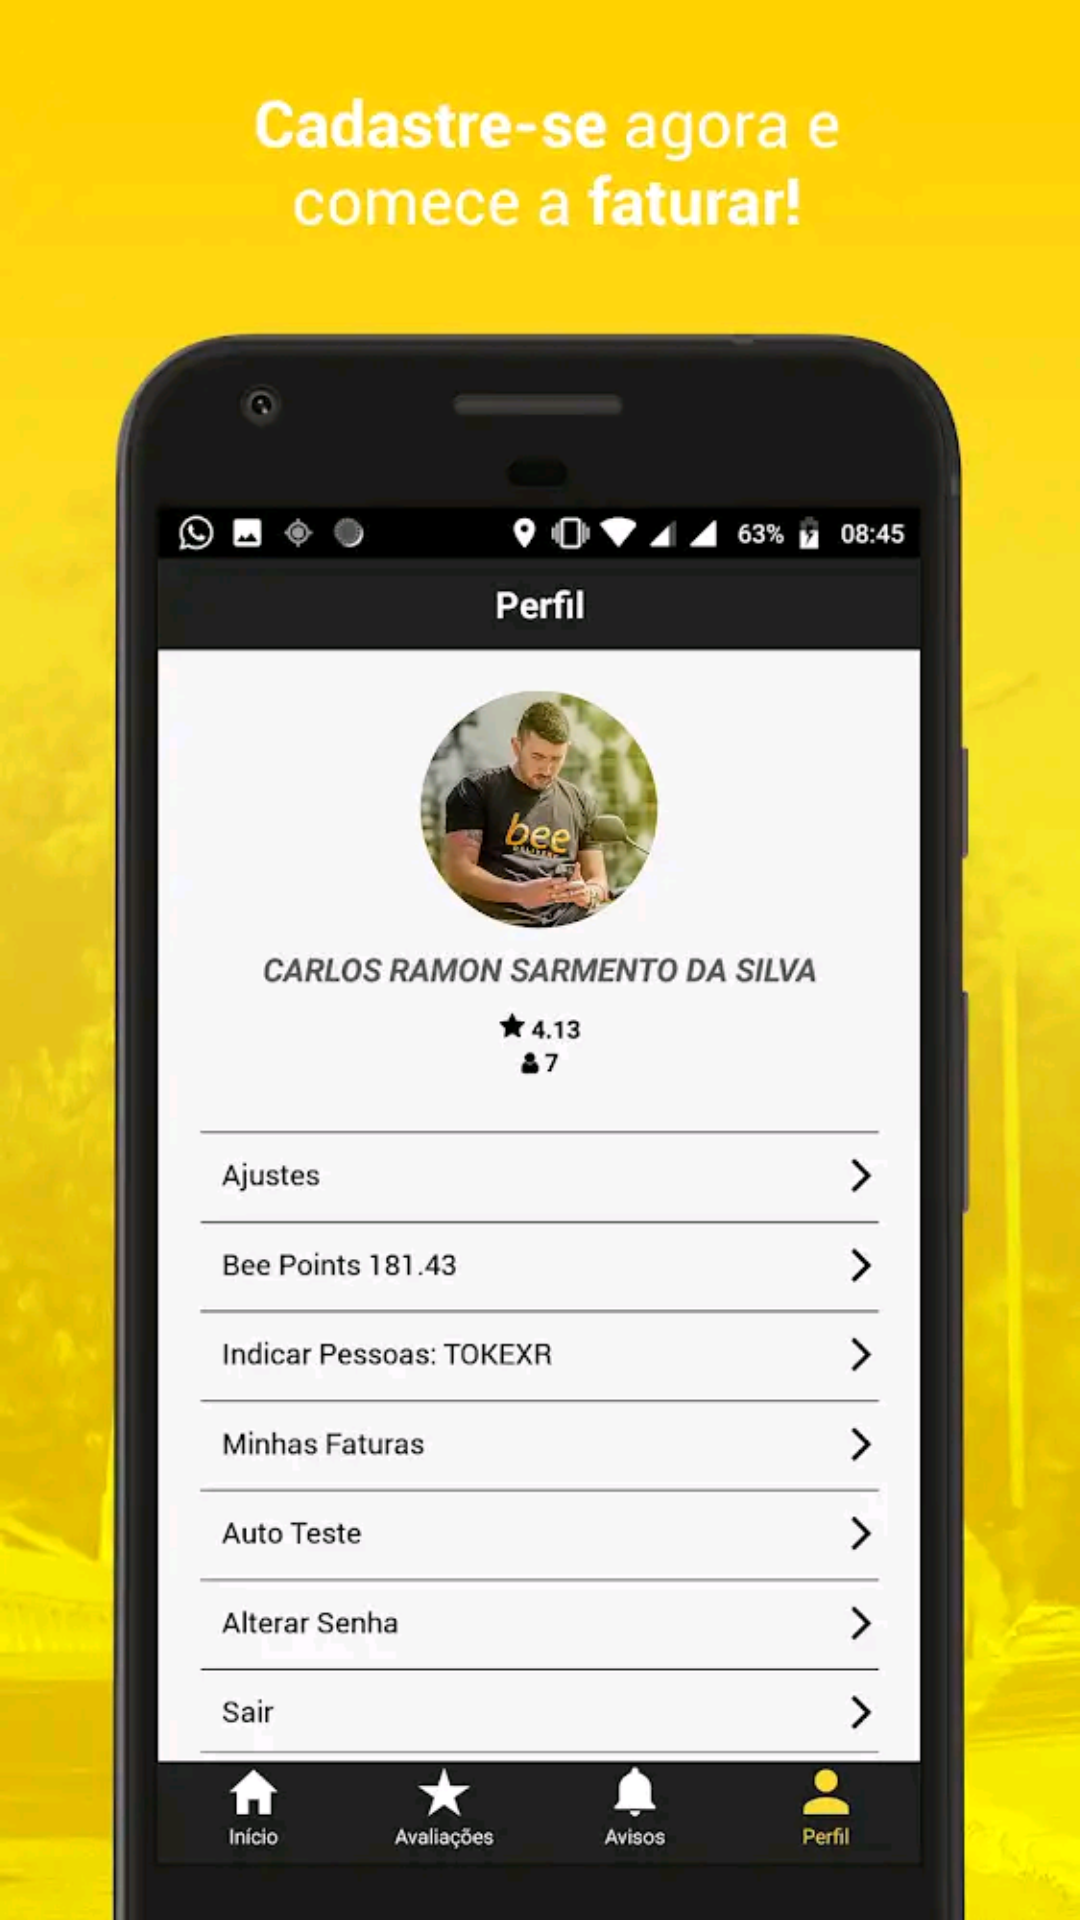 Cadastre-se agora e
comece a faturar!
63% 08:45
Perfil
bee
CARLOS RAMON SARMENTO DA SILVA
4.13
7
Ajustes
Bee Points 181.43
Indicar Pessoas: TOKEXR
Minhas Faturas
Auto Teste
Alterar Senha
Sair
Início Avaliações Avisos Perfil